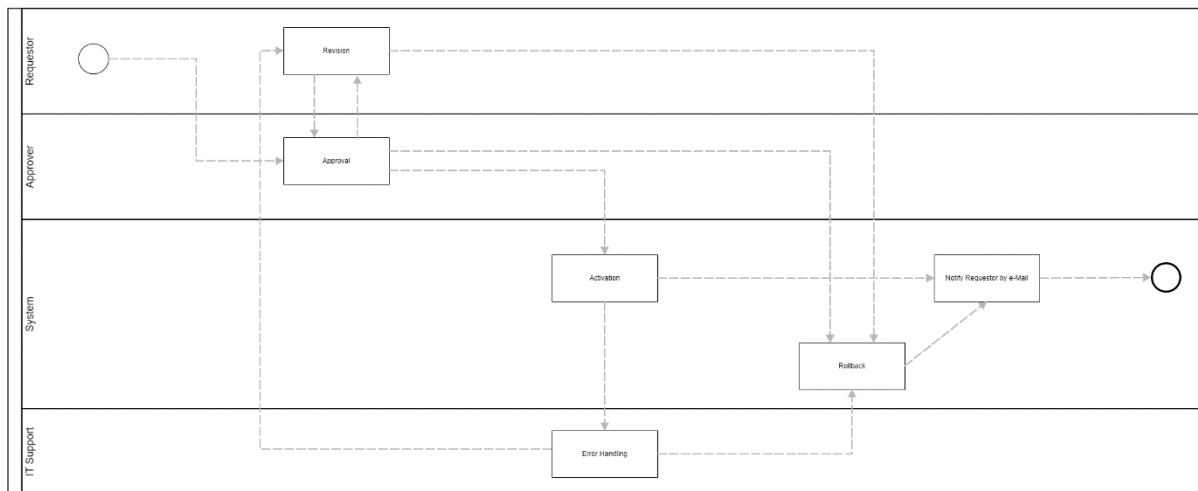 Requestor
Revision
Approver
Approval
System
Activation
Notify Requestor by e-Mail
Rollback
IT Support
Error Handling